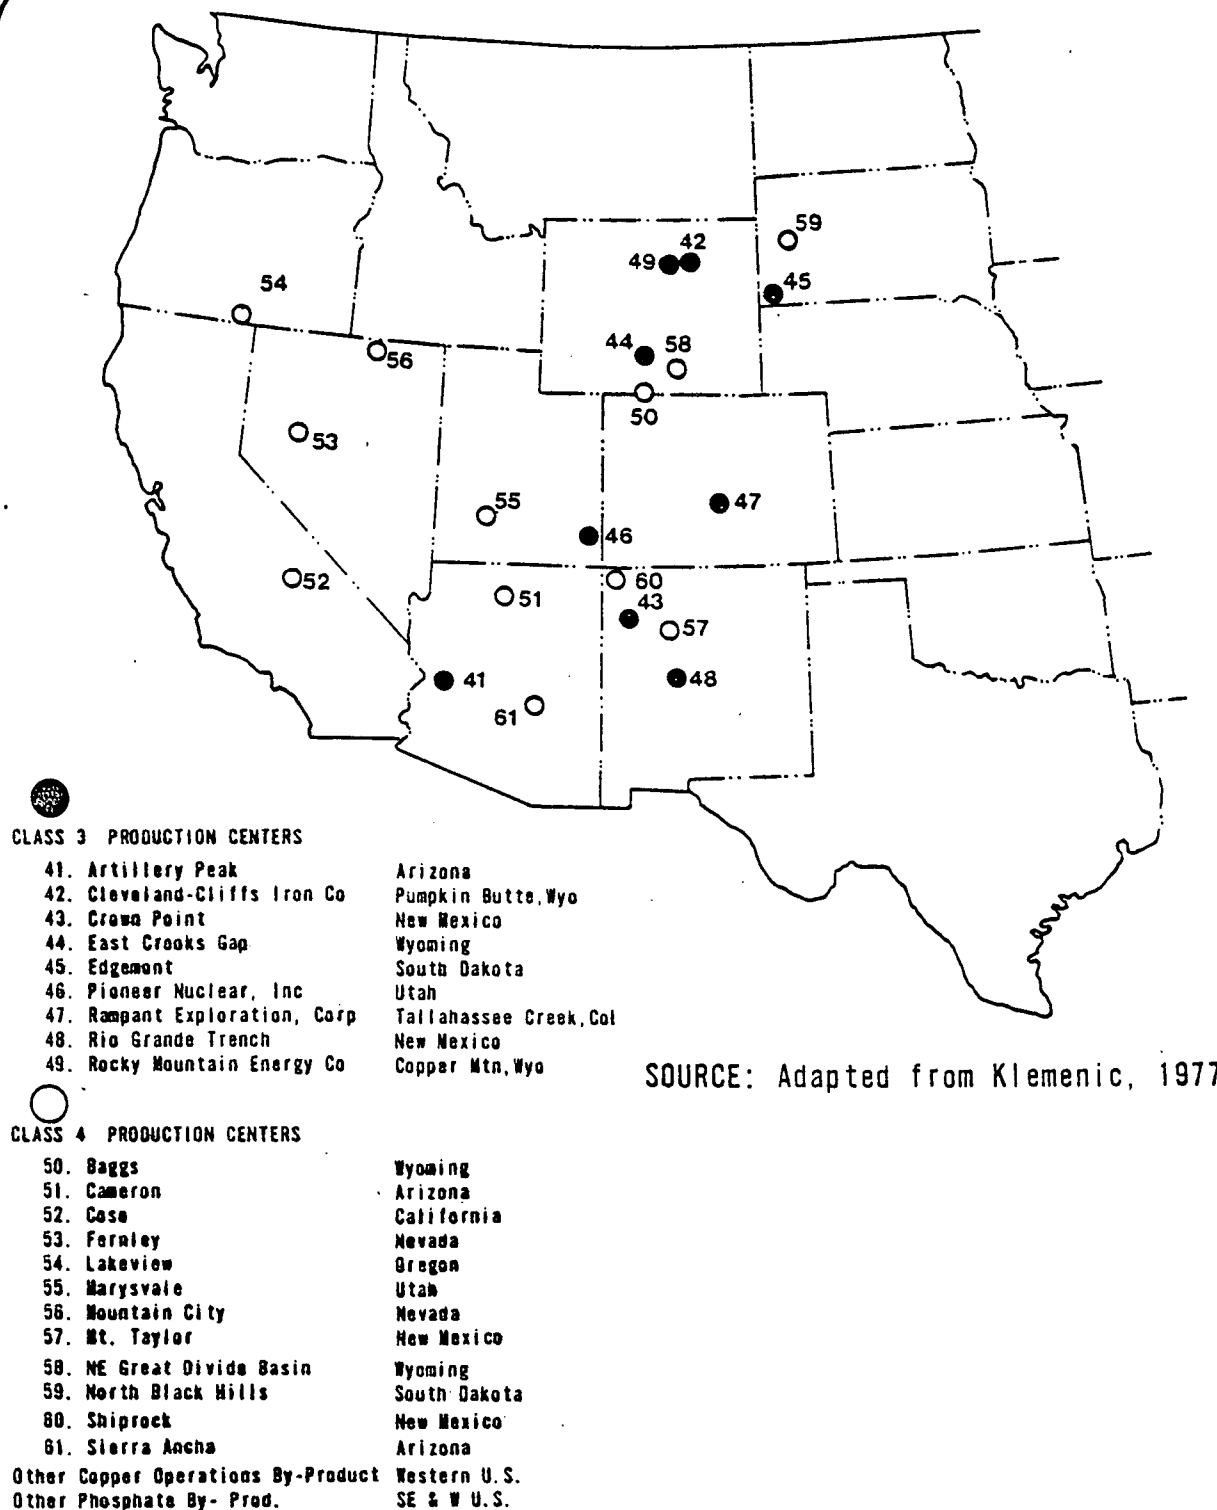 59
42
49
45
54
44
58
56
50
53
55
47
46
52
60
51
43
57
41
48
61
CLASS 3 PRODUCTION CENTERS
41. Artillery Peak Arizona
42. Cleveland-Cliffs Iron Co Pumpkin Butte, Wyo
43. Crown Point New Mexico
44. East Crooks Gap Wyoming
45. Edgemont South Dakota
46. Pioneer Nuclear, Inc Utah
47. Rampant Exploration, Corp Tallahassee Creek, Col
48. Rio Grande Trench New Mexico
49. Rocky Mountain Energy Co Copper Mtn, Wyo
SOURCE: Adapted from Klemenic, 1977
CLASS 4 PRODUCTION CENTERS
50. Baggs Wyoming
51. Cameron Arizona
52. Coso California
53. Fernley Nevada
54. Lakeview Oregon
55. Marysvale Utah
56. Mountain City Nevada
57. Mt. Taylor New Mexico
58. NE Great Divide Basin Wyoming
59. North Black Hills South Dakota
60. Shiprock New Mexico
61. Sierra Ancha Arizona
Other Copper Operations By-Product Western U.S.
Other Phosphate By- Prod. SE & W U.S.